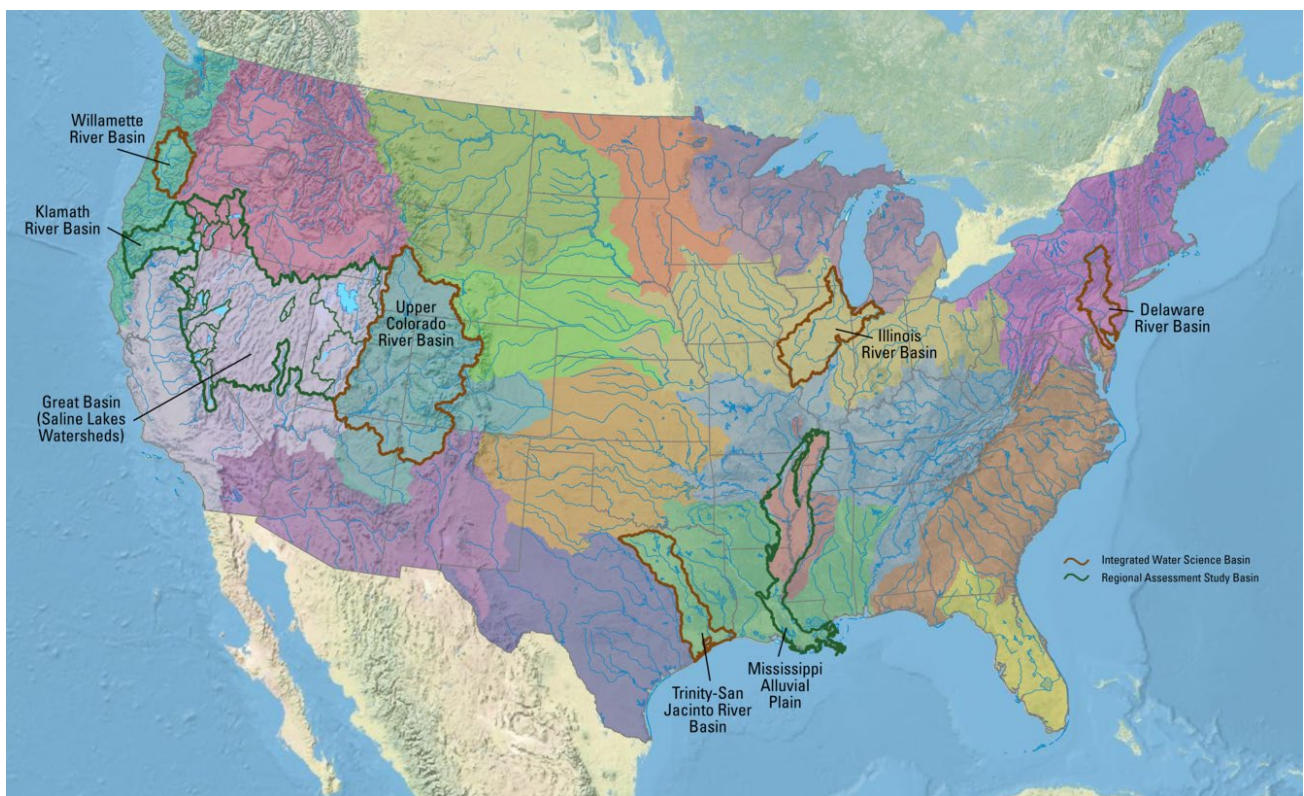 Willamette
River Basin
Klamath
River Basin
Great Basin
(Saline Lakes
Watersheds)
Upper
Colorado
River Basin
Illinois
River Basin
Delaware
River Basin
Trinity-San
Jacinto River
Basin
Mississippi
Alluvial
Plain
Integrated Water Science Basin
Regional Assessment Study Basin